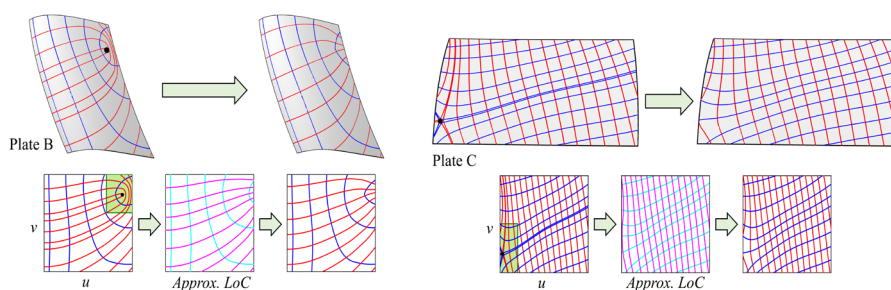 Plate B
Plate C
v
u
Approx. LoC
v
u
Approx. LoC